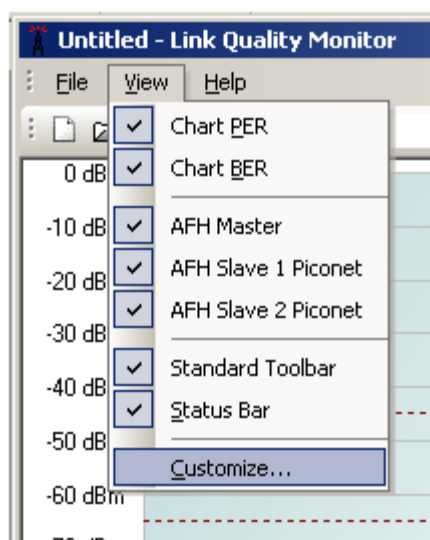 Untitled - Link Quality Monitor
File View Help
Chart PER
Chart BER
AFH Master
AFH Slave 1 Piconet
AFH Slave 2 Piconet
Standard Toolbar
Status Bar
Customize...
0 dB
-10 dB
-20 dB
-30 dB
-40 dB
-50 dB
-60 dBm